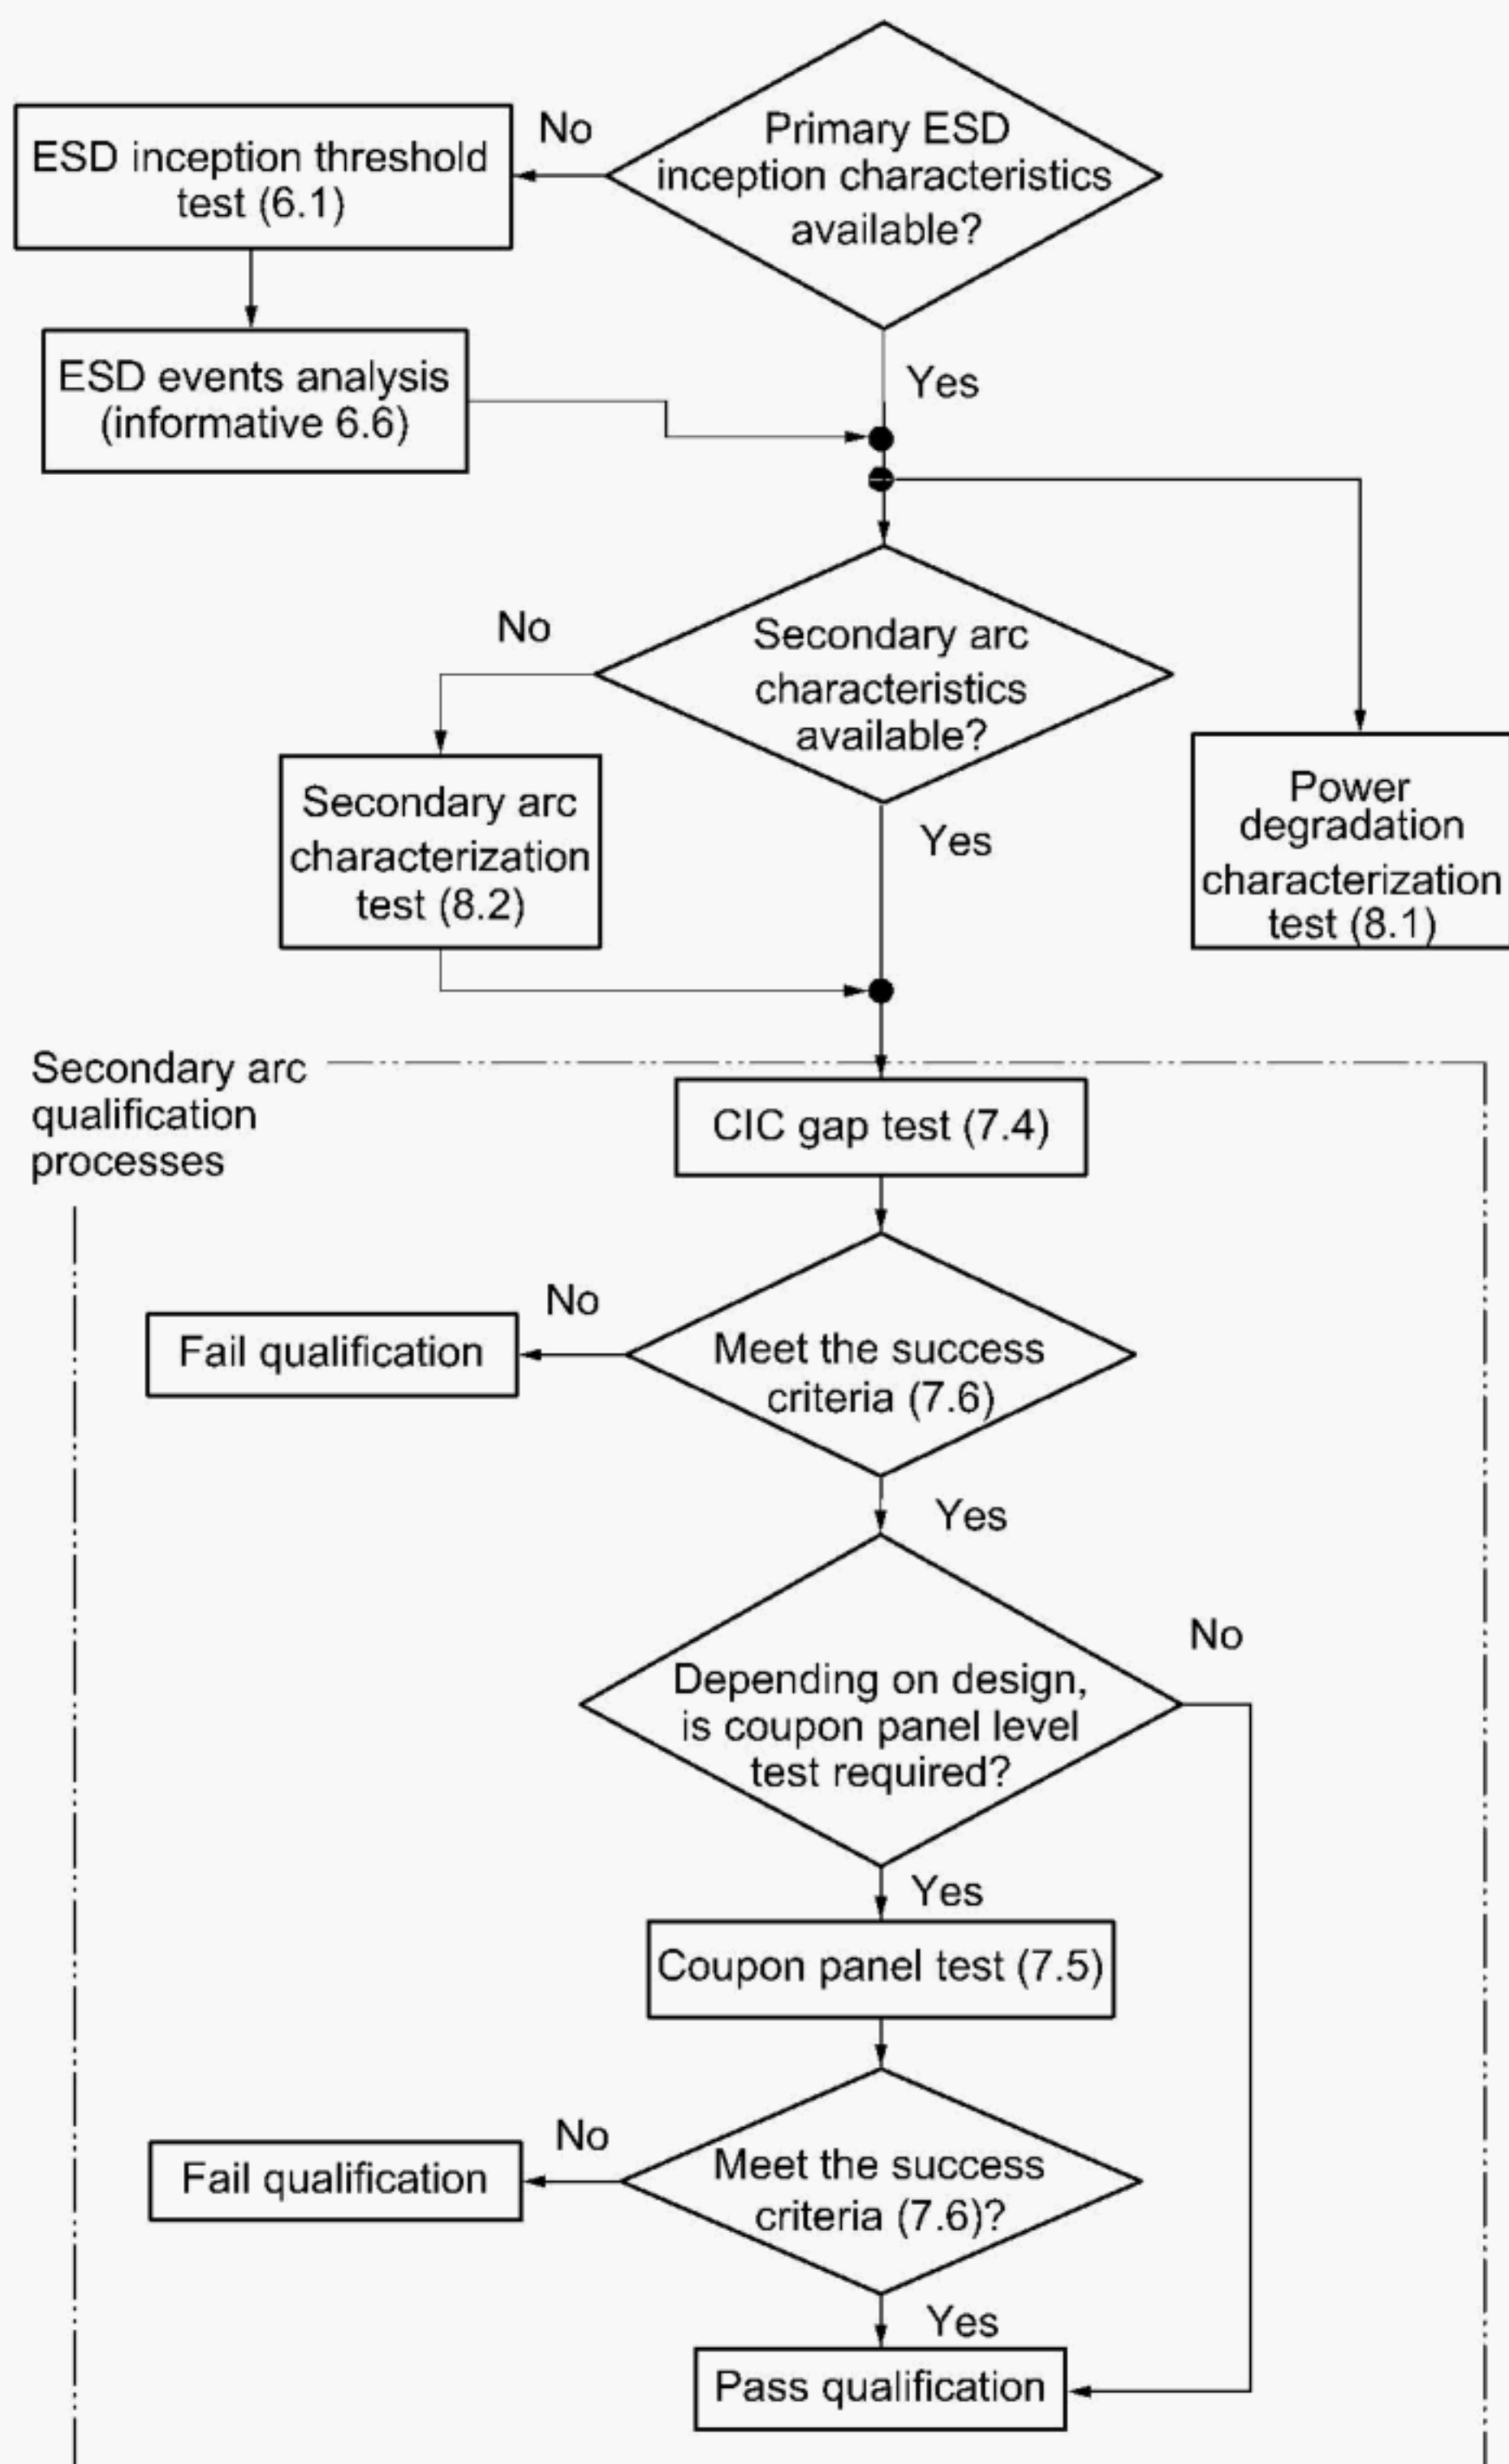 Primary ESD
inception characteristics
available?
No
ESD inception threshold
test (6.1)
ESD events analysis
(informative 6.6)
Yes
Secondary arc
characteristics
available?
No
Secondary arc
characterization
test (8.2)
Yes
Power
degradation
characterization
test (8.1)
Secondary arc
qualification
processes
CIC gap test (7.4)
Meet the success
criteria (7.6)
No
Fail qualification
Yes
Depending on design,
is coupon panel level
test required?
No
Yes
Coupon panel test (7.5)
Meet the success
criteria (7.6)?
No
Fail qualification
Yes
Pass qualification